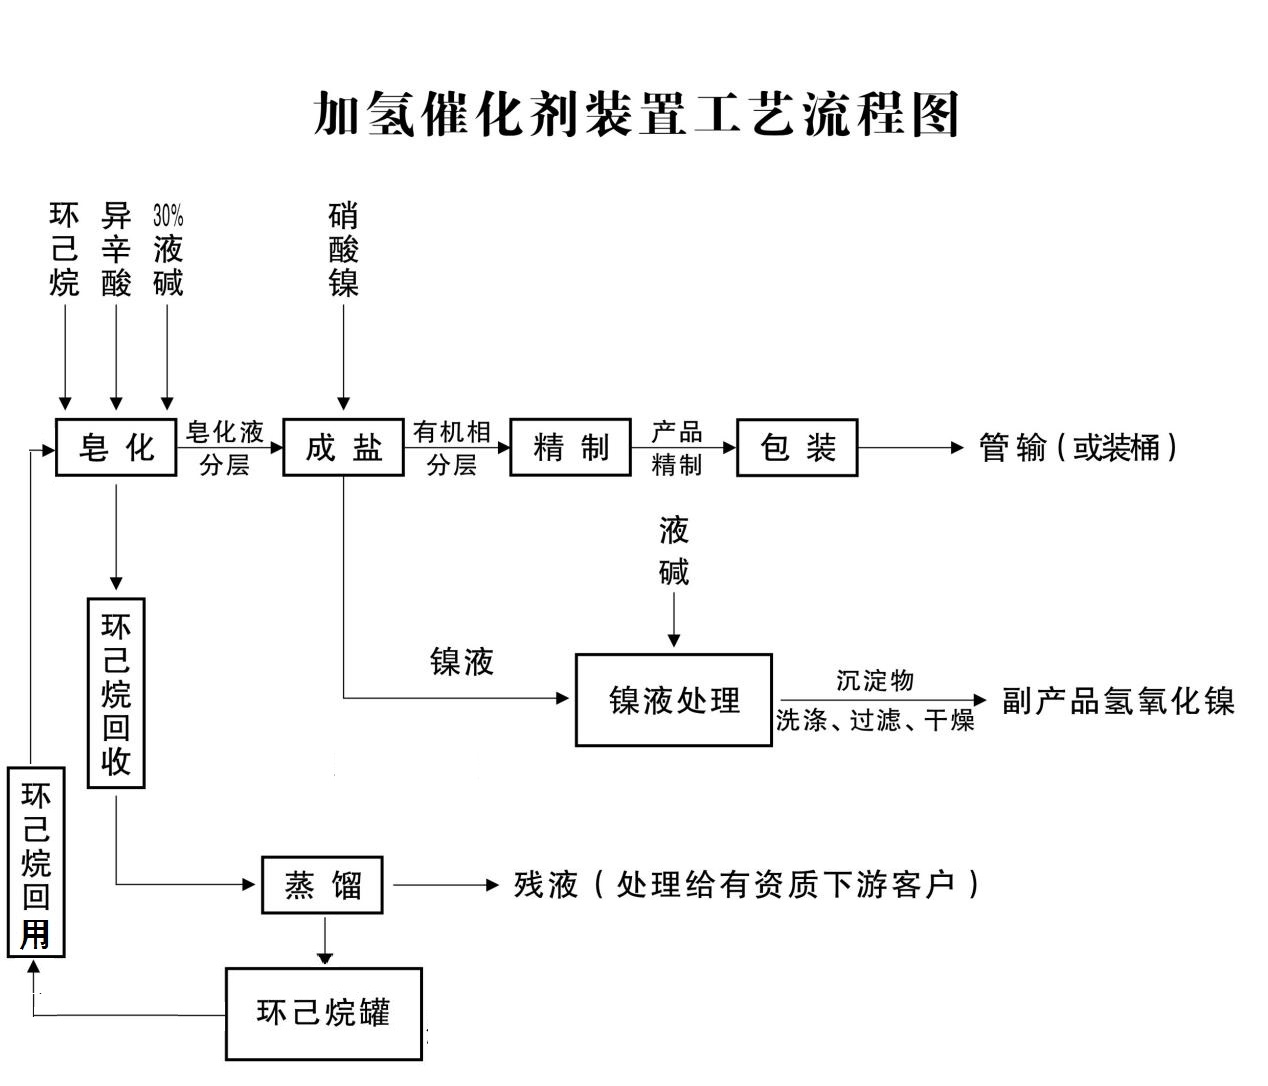 加氢催化剂装置工艺流程图
环己烷
异辛酸
30%液碱
硝酸镍
皂化
皂化液
分层
成盐
有机相
分层
精制
产品
精制
包装
管输(或装桶)
液碱
环己烷回收
镍液
镍液处理
沉淀物
洗涤、过滤、干燥
副产品氢氧化镍
环己烷回用
蒸馏
残液(处理给有资质下游客户)
环己烷罐